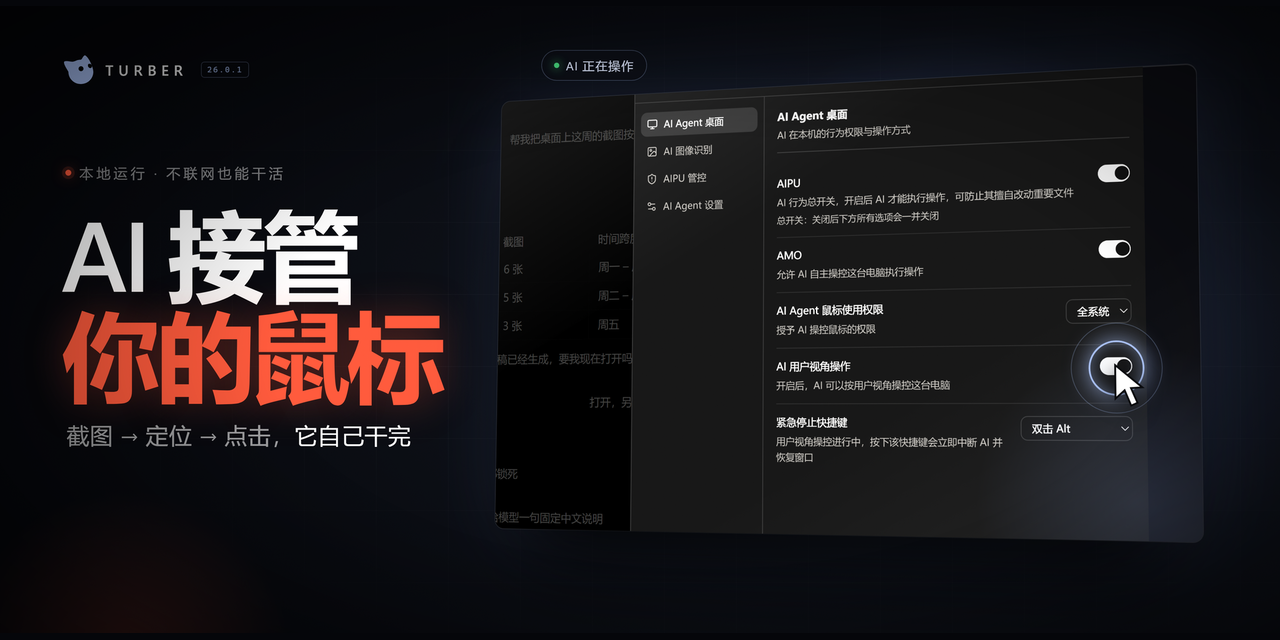 TURBER
26.0.1
本地运行 · 不联网也能干活
AI 接管
你的鼠标
截图 → 定位 → 点击，它自己干完
AI 正在操作
帮我把桌面上这周的截图按
截图
时间跨
6 张
周一 –
5 张
周二 –
3 张
周五
稿已经生成，要我现在打开吗
打开，另
锁死
模型一句固定中文说明
AI Agent 桌面
AI 图像识别
AIPU 管控
AI Agent 设置
AI Agent 桌面
AI 在本机的行为权限与操作方式
AIPU
AI 行为总开关，开启后 AI 才能执行操作，可防止其擅自改动重要文件
总开关：关闭后下方所有选项会一并关闭
AMO
允许 AI 自主操控这台电脑执行操作
AI Agent 鼠标使用权限
授予 AI 操控鼠标的权限
全系统
AI 用户视角操作
开启后，AI 可以按用户视角操控这台电脑
紧急停止快捷键
用户视角操控进行中，按下该快捷键会立即中断 AI 并
恢复窗口
双击 Alt